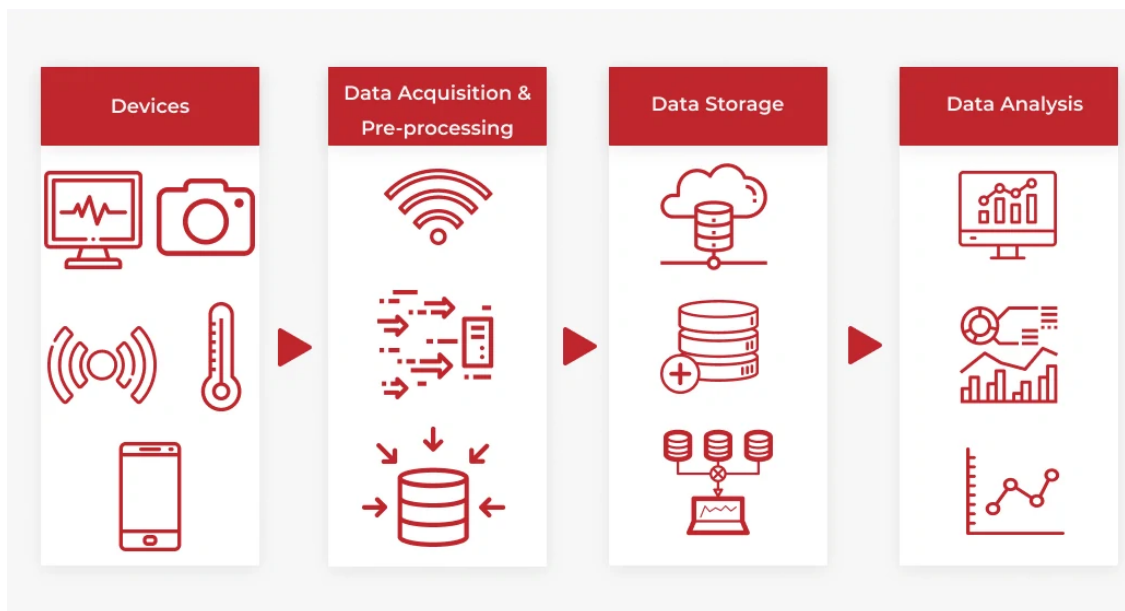 Devices
Data Acquisition &
Pre-processing
Data Storage
Data Analysis